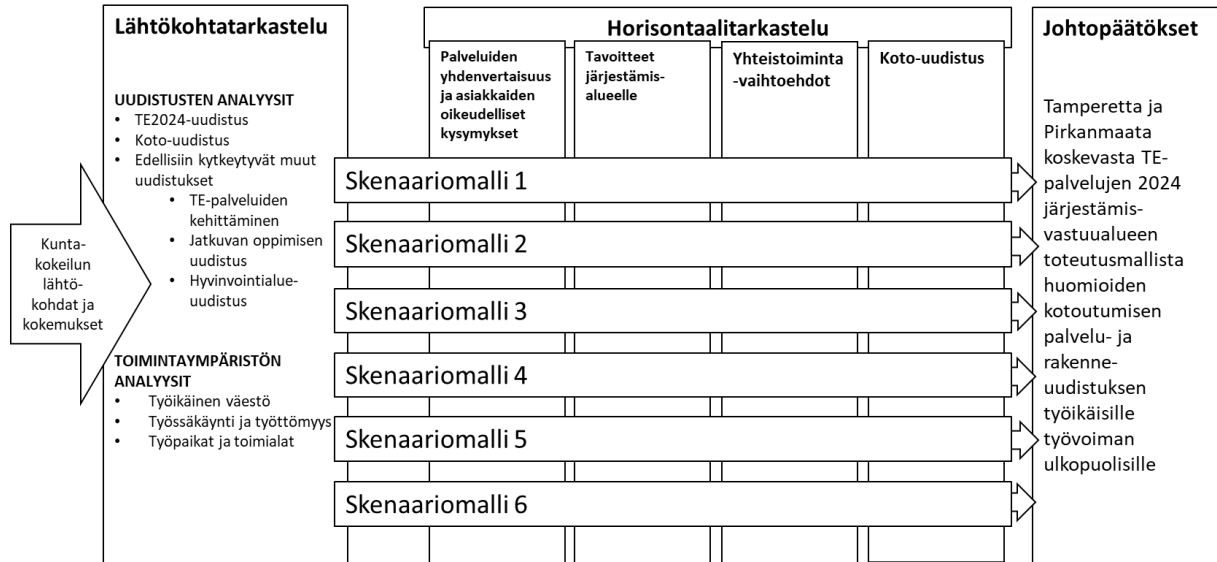 Kunta-
kokeilun
lähtö-
kohdat ja
kokemukset
Lähtökohtatarkastelu
UUDISTUSTEN ANALYYSIT
• TE2024-uudistus
• Koto-uudistus
• Edellisiin kytkeytyvät muut
uudistukset
• TE-palveluiden
kehittäminen
• Jatkuvan oppimisen
uudistus
• Hyvinvointialue-
uudistus
TOIMINTAYMPÄRISTÖN
ANALYYSIT
• Työikäinen väestö
• Työssäkäynti ja työttömyys
• Työpaikat ja toimialat
Horisontaalitarkastelu
Palveluiden
yhdenvertaisuus
ja asiakkaiden
oikeudelliset
kysymykset
Tavoitteet
järjestämis-
alueelle
Yhteistoiminta
-vaihtoehdot
Koto-uudistus
Skenaariomalli 1
Skenaariomalli 2
Skenaariomalli 3
Skenaariomalli 4
Skenaariomalli 5
Skenaariomalli 6
Johtopäätökset
Tamperetta ja
Pirkanmaata
koskevasta TE-
palvelujen 2024
järjestämis-
vastuualueen
toteutusmallista
huomioiden
kotoutumisen
palvelu- ja
rakenne-
uudistuksen
työikäisille
työvoiman
ulkopuolisille